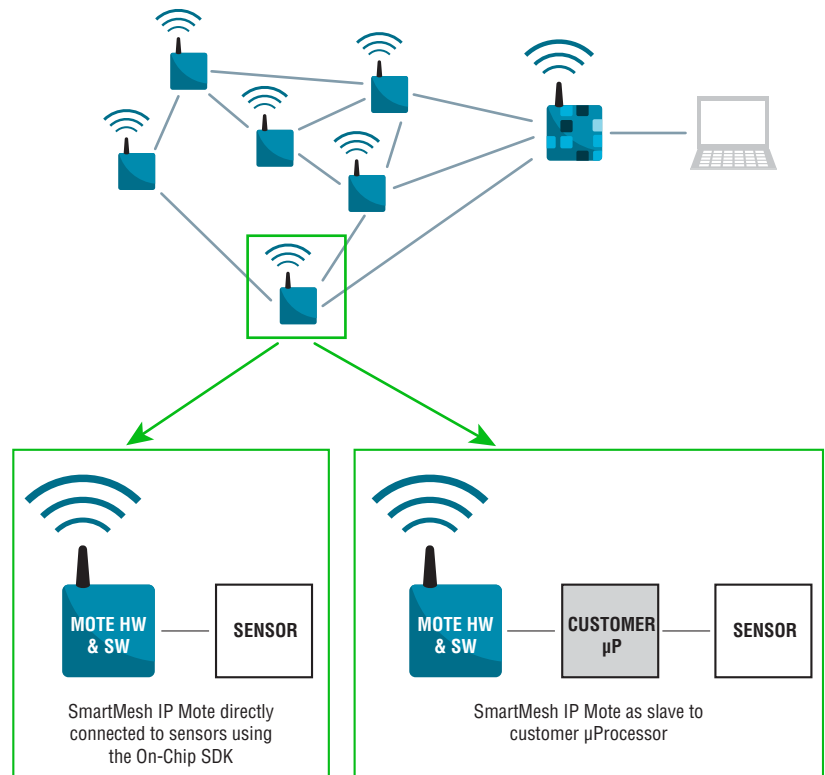 MOTE HW
& SW
SENSOR
SmartMesh IP Mote directly
connected to sensors using
the On-Chip SDK
MOTE HW
& SW
CUSTOMER
µP
SENSOR
SmartMesh IP Mote as slave to
customer µProcessor